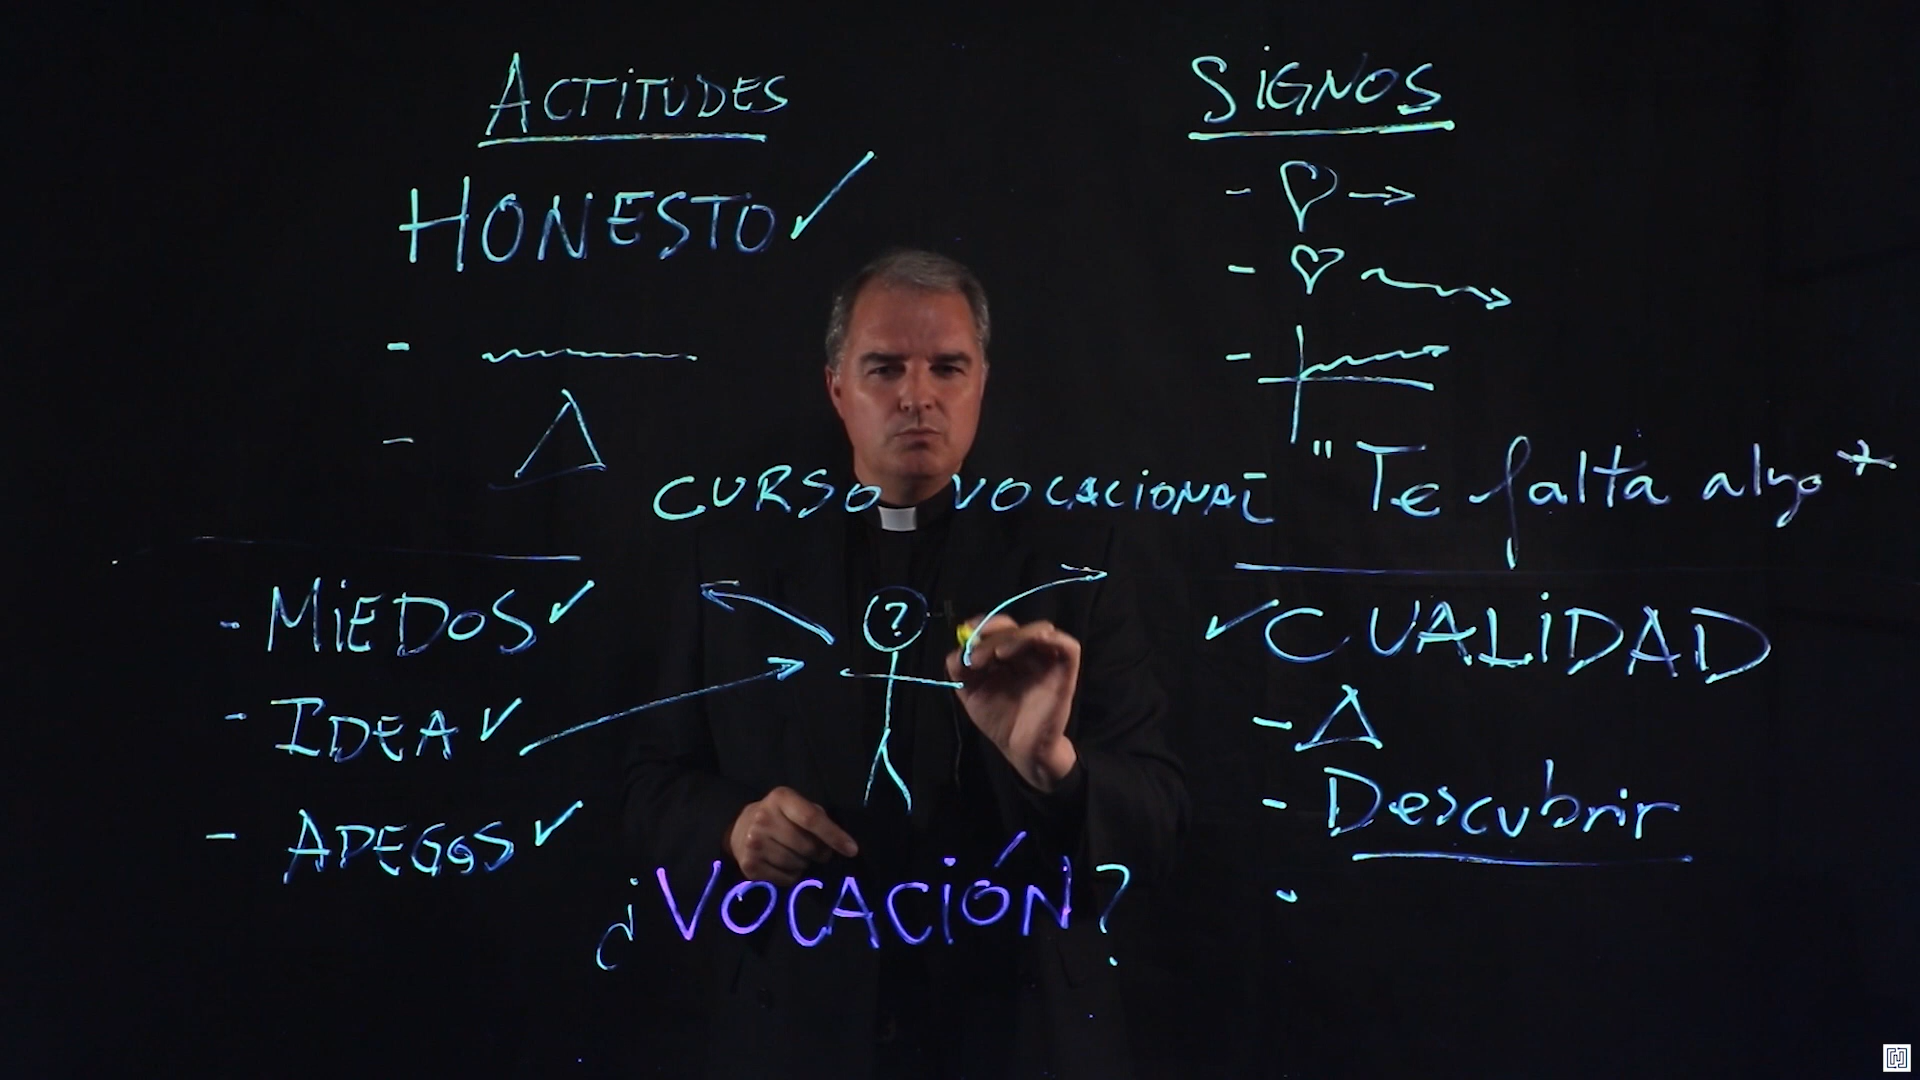 ACTITUDES
HONESTO
CURSO VOCACIONAL
- MIEDOS
- IDEA
- APEGOS
?
¿VOCACIÓN?
SIGNOS
"Te falta algo"
CUALIDAD
- Descubrir